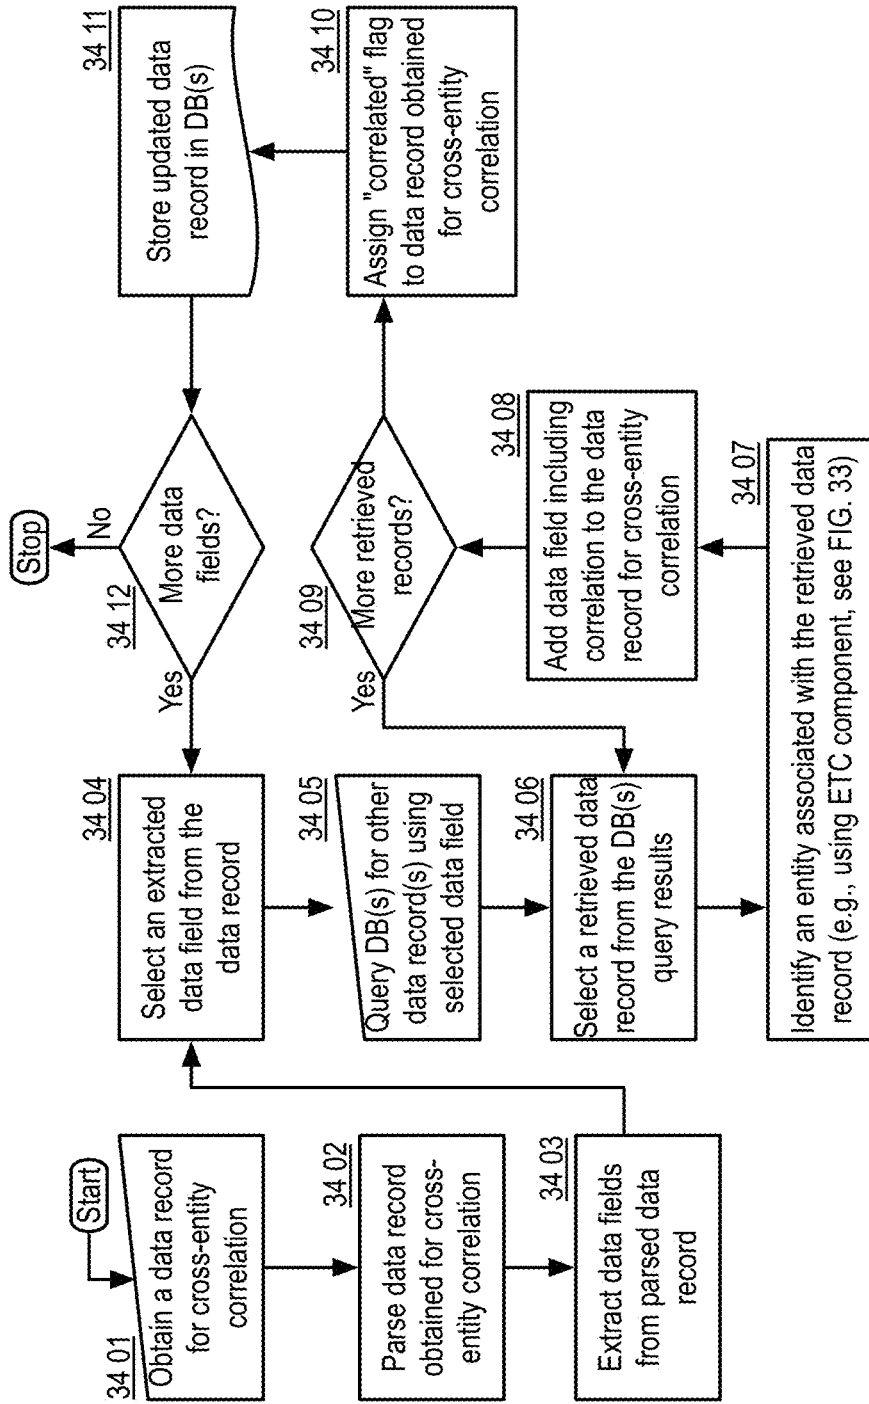 Start
34 01
Obtain a data record
for cross-entity
correlation
34 02
Parse data record
obtained for cross-
entity correlation
34 03
Extract data fields
from parsed data
record
34 04
Select an extracted
data field from the
data record
34 05
Query DB(s) for other
data record(s) using
selected data field
34 06
Select a retrieved data
record from the DB(s)
query results
34 07
Identify an entity associated with the retrieved data
record (e.g., using ETC component, see FIG. 33)
34 08
Add data field including
correlation to the data
record for cross-entity
correlation
34 09
More retrieved
records?
Yes
34 10
Assign "correlated" flag
to data record obtained
for cross-entity
correlation
34 11
Store updated data
record in DB(s)
34 12
More data
fields?
Yes
No
Stop